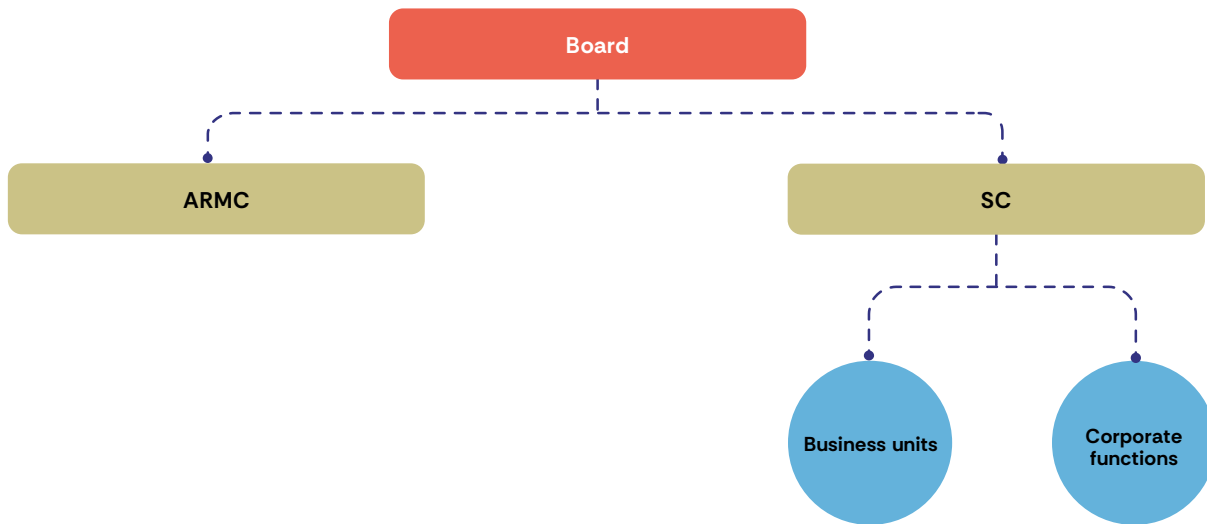 Board
ARMC
SC
Business units
Corporate
functions